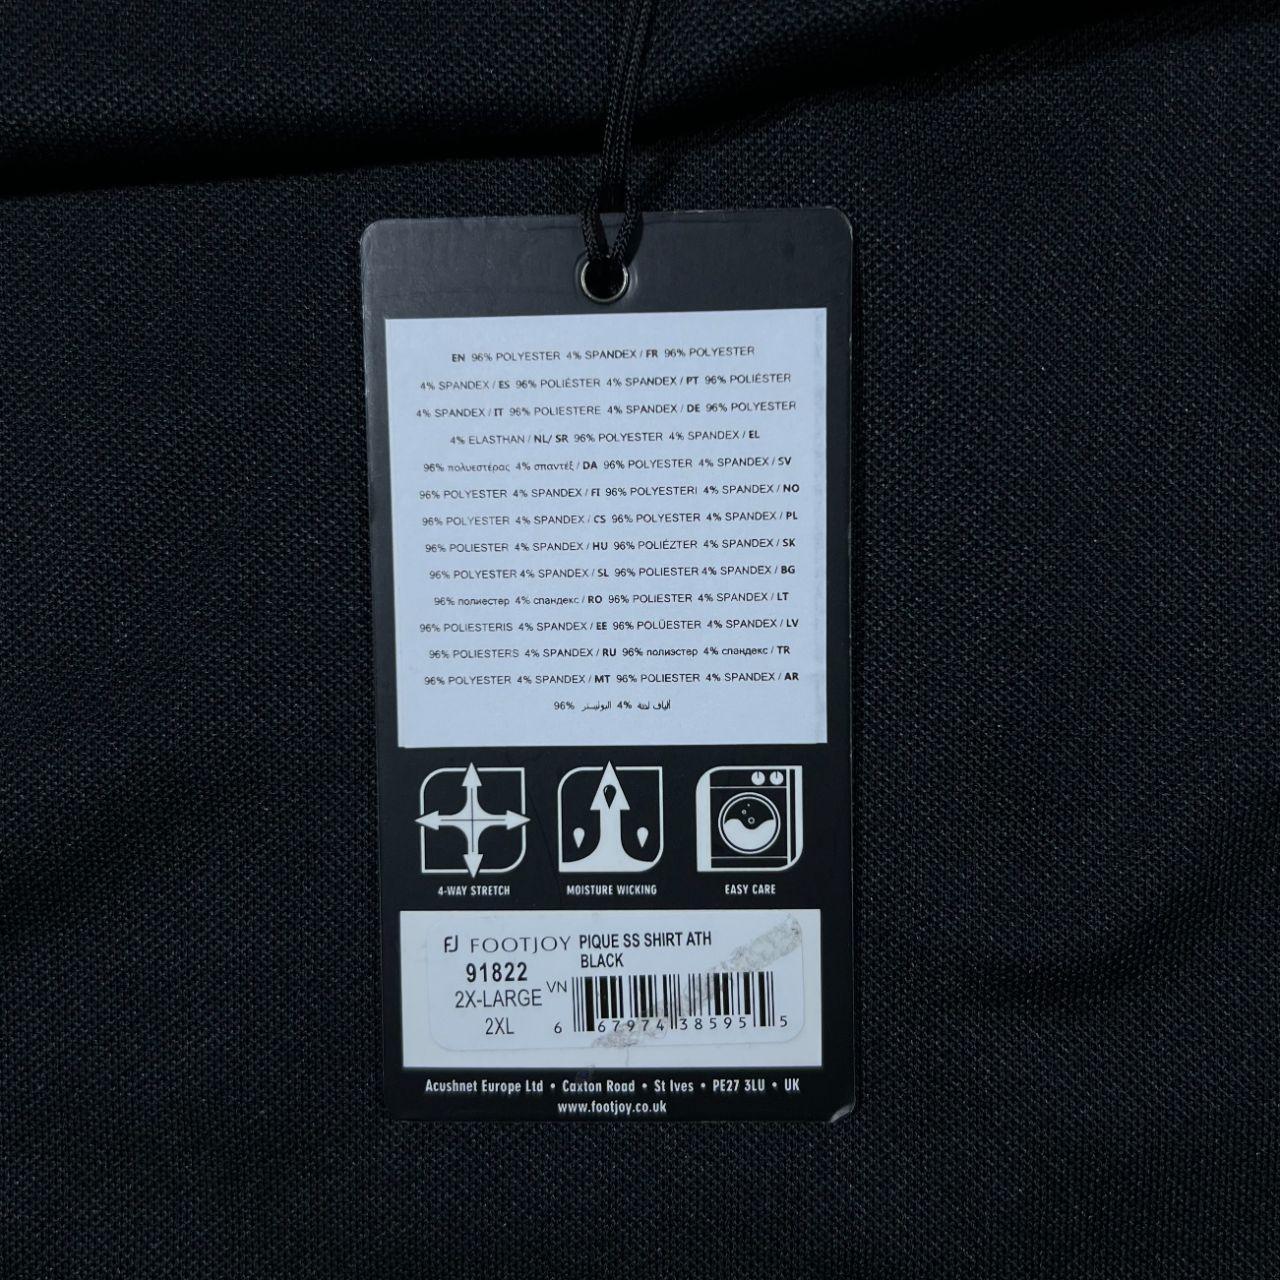 EN 96% POLYESTER 4% SPANDEX / FR 96% POLYESTER
4% SPANDEX / ES 96% POLIÉSTER 4% SPANDEX / PT 96% POLIÉSTER
4% SPANDEX / IT 96% POLIESTERE 4% SPANDEX / DE 96% POLYESTER
4% ELASTHAN / NL/ SR 96% POLYESTER 4% SPANDEX / EL
96% πολυεστέρας 4% σπαντέξ / DA 96% POLYESTER 4% SPANDEX / SV
96% POLYESTER 4% SPANDEX / FI 96% POLYESTERI 4% SPANDEX / NO
96% POLYESTER 4% SPANDEX / CS 96% POLYESTER 4% SPANDEX / PL
96% POLIESTER 4% SPANDEX / HU 96% POLIÉZTER 4% SPANDEX / SK
96% POLYESTER 4% SPANDEX / SL 96% POLIESTER 4% SPANDEX / BG
96% полиестер 4% спандекс / RO 96% POLIESTER 4% SPANDEX / LT
96% POLIESTERIS 4% SPANDEX / EE 96% POLÜESTER 4% SPANDEX / LV
96% POLIESTERS 4% SPANDEX / RU 96% полиэстер 4% спандекс / TR
96% POLYESTER 4% SPANDEX / MT 96% POLIESTER 4% SPANDEX / AR
96% البوليستر 4% ألياف لدنة
4-WAY STRETCH MOISTURE WICKING EASY CARE
FJ FOOTJOY PIQUE SS SHIRT ATH
91822 BLACK
2X-LARGE VN
2XL 6 67974 38595 5
Acushnet Europe Ltd • Caxton Road • St Ives • PE27 3LU • UK
www.footjoy.co.uk